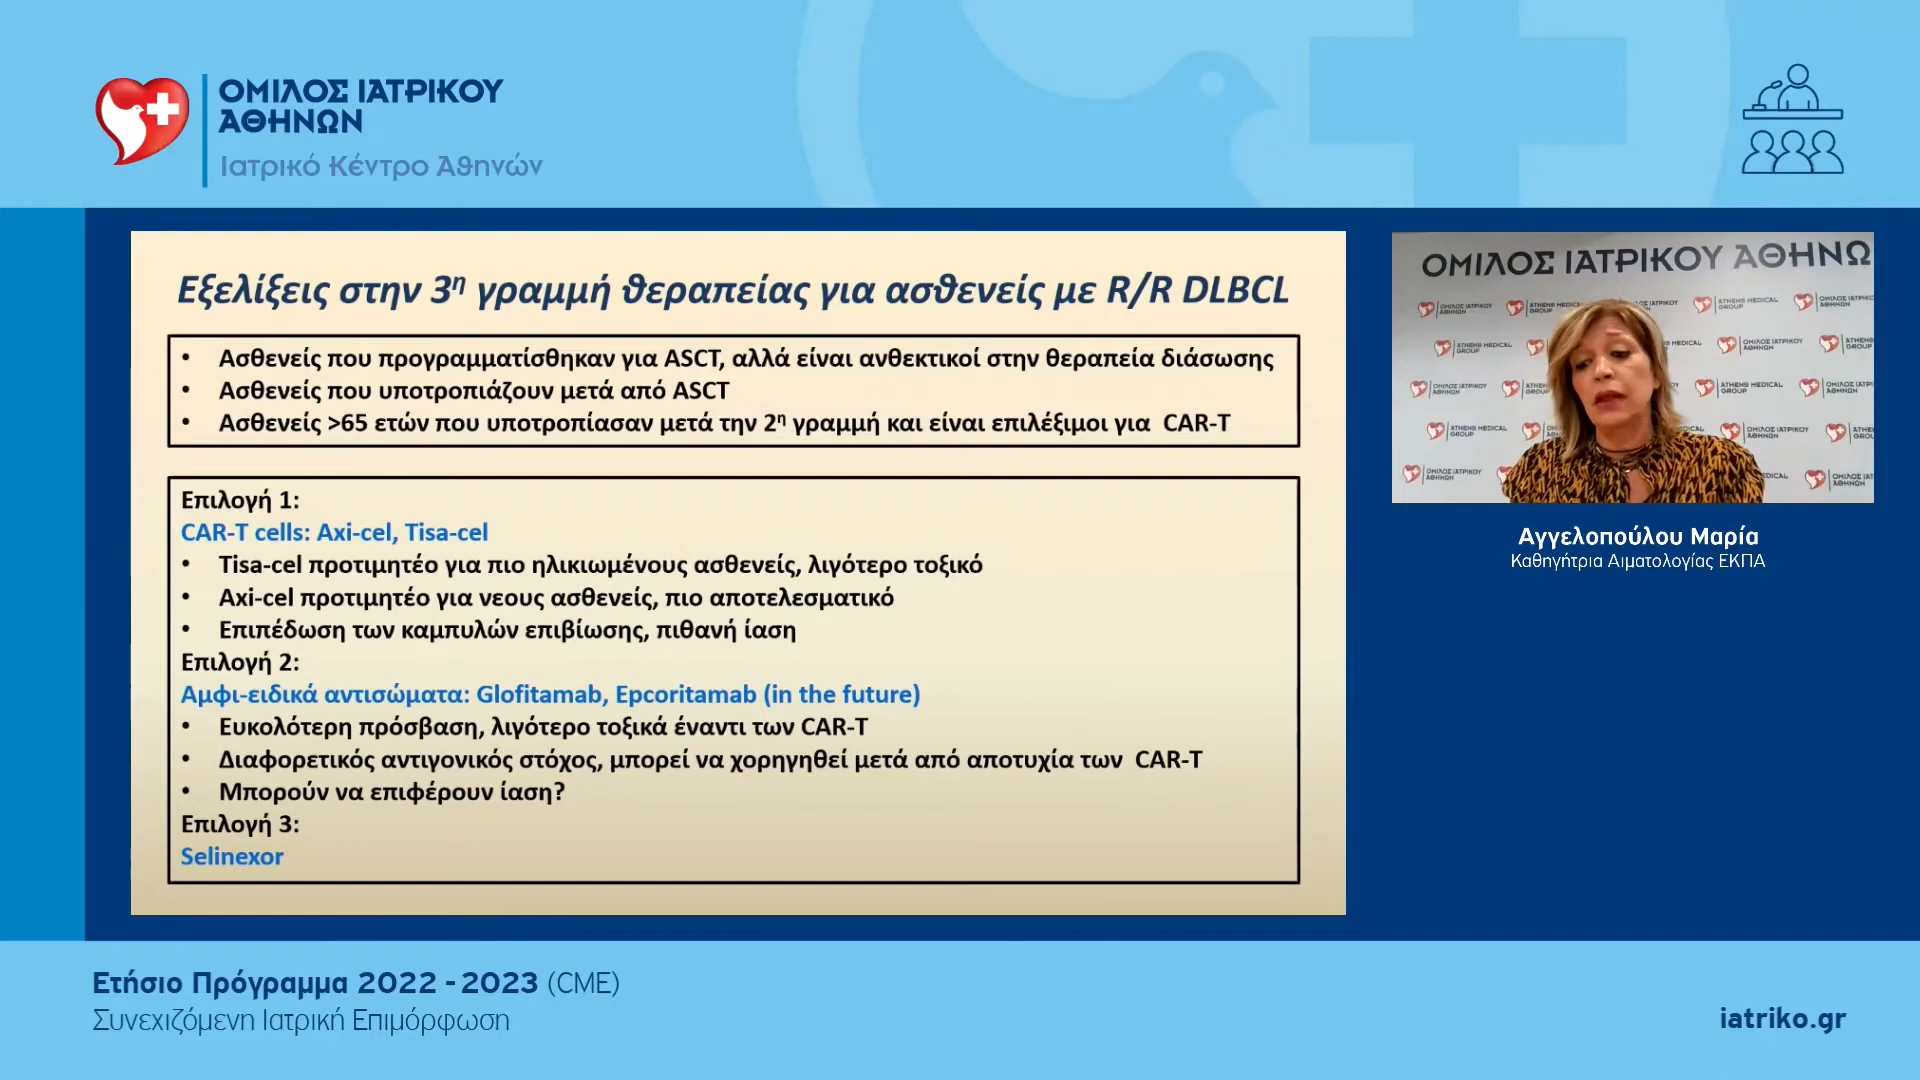 ΟΜΙΛΟΣ ΙΑΤΡΙΚΟΥ
ΑΘΗΝΩΝ
Ιατρικό Κέντρο Αθηνών
Εξελίξεις στην 3η γραμμή θεραπείας για ασθενείς με R/R DLBCL
• Ασθενείς που προγραμματίσθηκαν για ASCT, αλλά είναι ανθεκτικοί στην θεραπεία διάσωσης
• Ασθενείς που υποτροπιάζουν μετά από ASCT
• Ασθενείς >65 ετών που υποτροπίασαν μετά την 2η γραμμή και είναι επιλέξιμοι για CAR-T
Επιλογή 1:
CAR-T cells: Axi-cel, Tisa-cel
• Tisa-cel προτιμητέο για πιο ηλικιωμένους ασθενείς, λιγότερο τοξικό
• Axi-cel προτιμητέο για νεους ασθενείς, πιο αποτελεσματικό
• Επιπέδωση των καμπυλών επιβίωσης, πιθανή ίαση
Επιλογή 2:
Αμφι-ειδικά αντισώματα: Glofitamab, Epcoritamab (in the future)
• Ευκολότερη πρόσβαση, λιγότερο τοξικά έναντι των CAR-T
• Διαφορετικός αντιγονικός στόχος, μπορεί να χορηγηθεί μετά από αποτυχία των CAR-T
• Μπορούν να επιφέρουν ίαση?
Επιλογή 3:
Selinexor
ΟΜΙΛΟΣ ΙΑΤΡΙΚΟΥ ΑΘΗΝΩ
Αγγελοπούλου Μαρία
Καθηγήτρια Αιματολογίας ΕΚΠΑ
Ετήσιο Πρόγραμμα 2022 - 2023 (CME)
Συνεχιζόμενη Ιατρική Επιμόρφωση
iatriko.gr